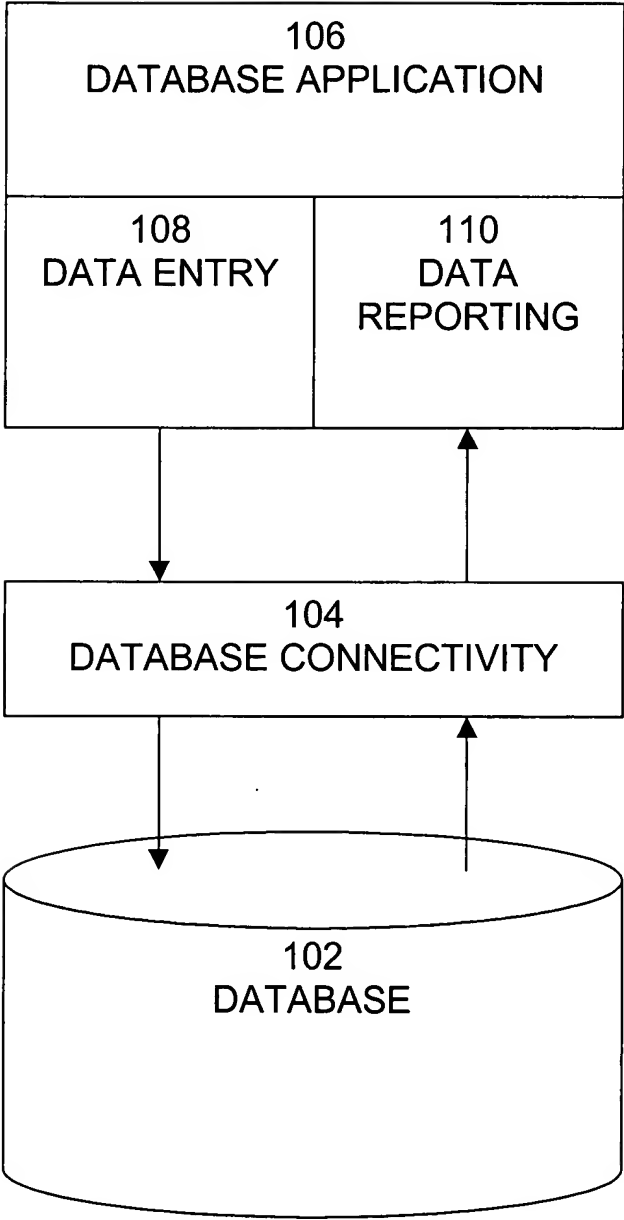 106
DATABASE APPLICATION
108
DATA ENTRY
110
DATA
REPORTING
104
DATABASE CONNECTIVITY
102
DATABASE